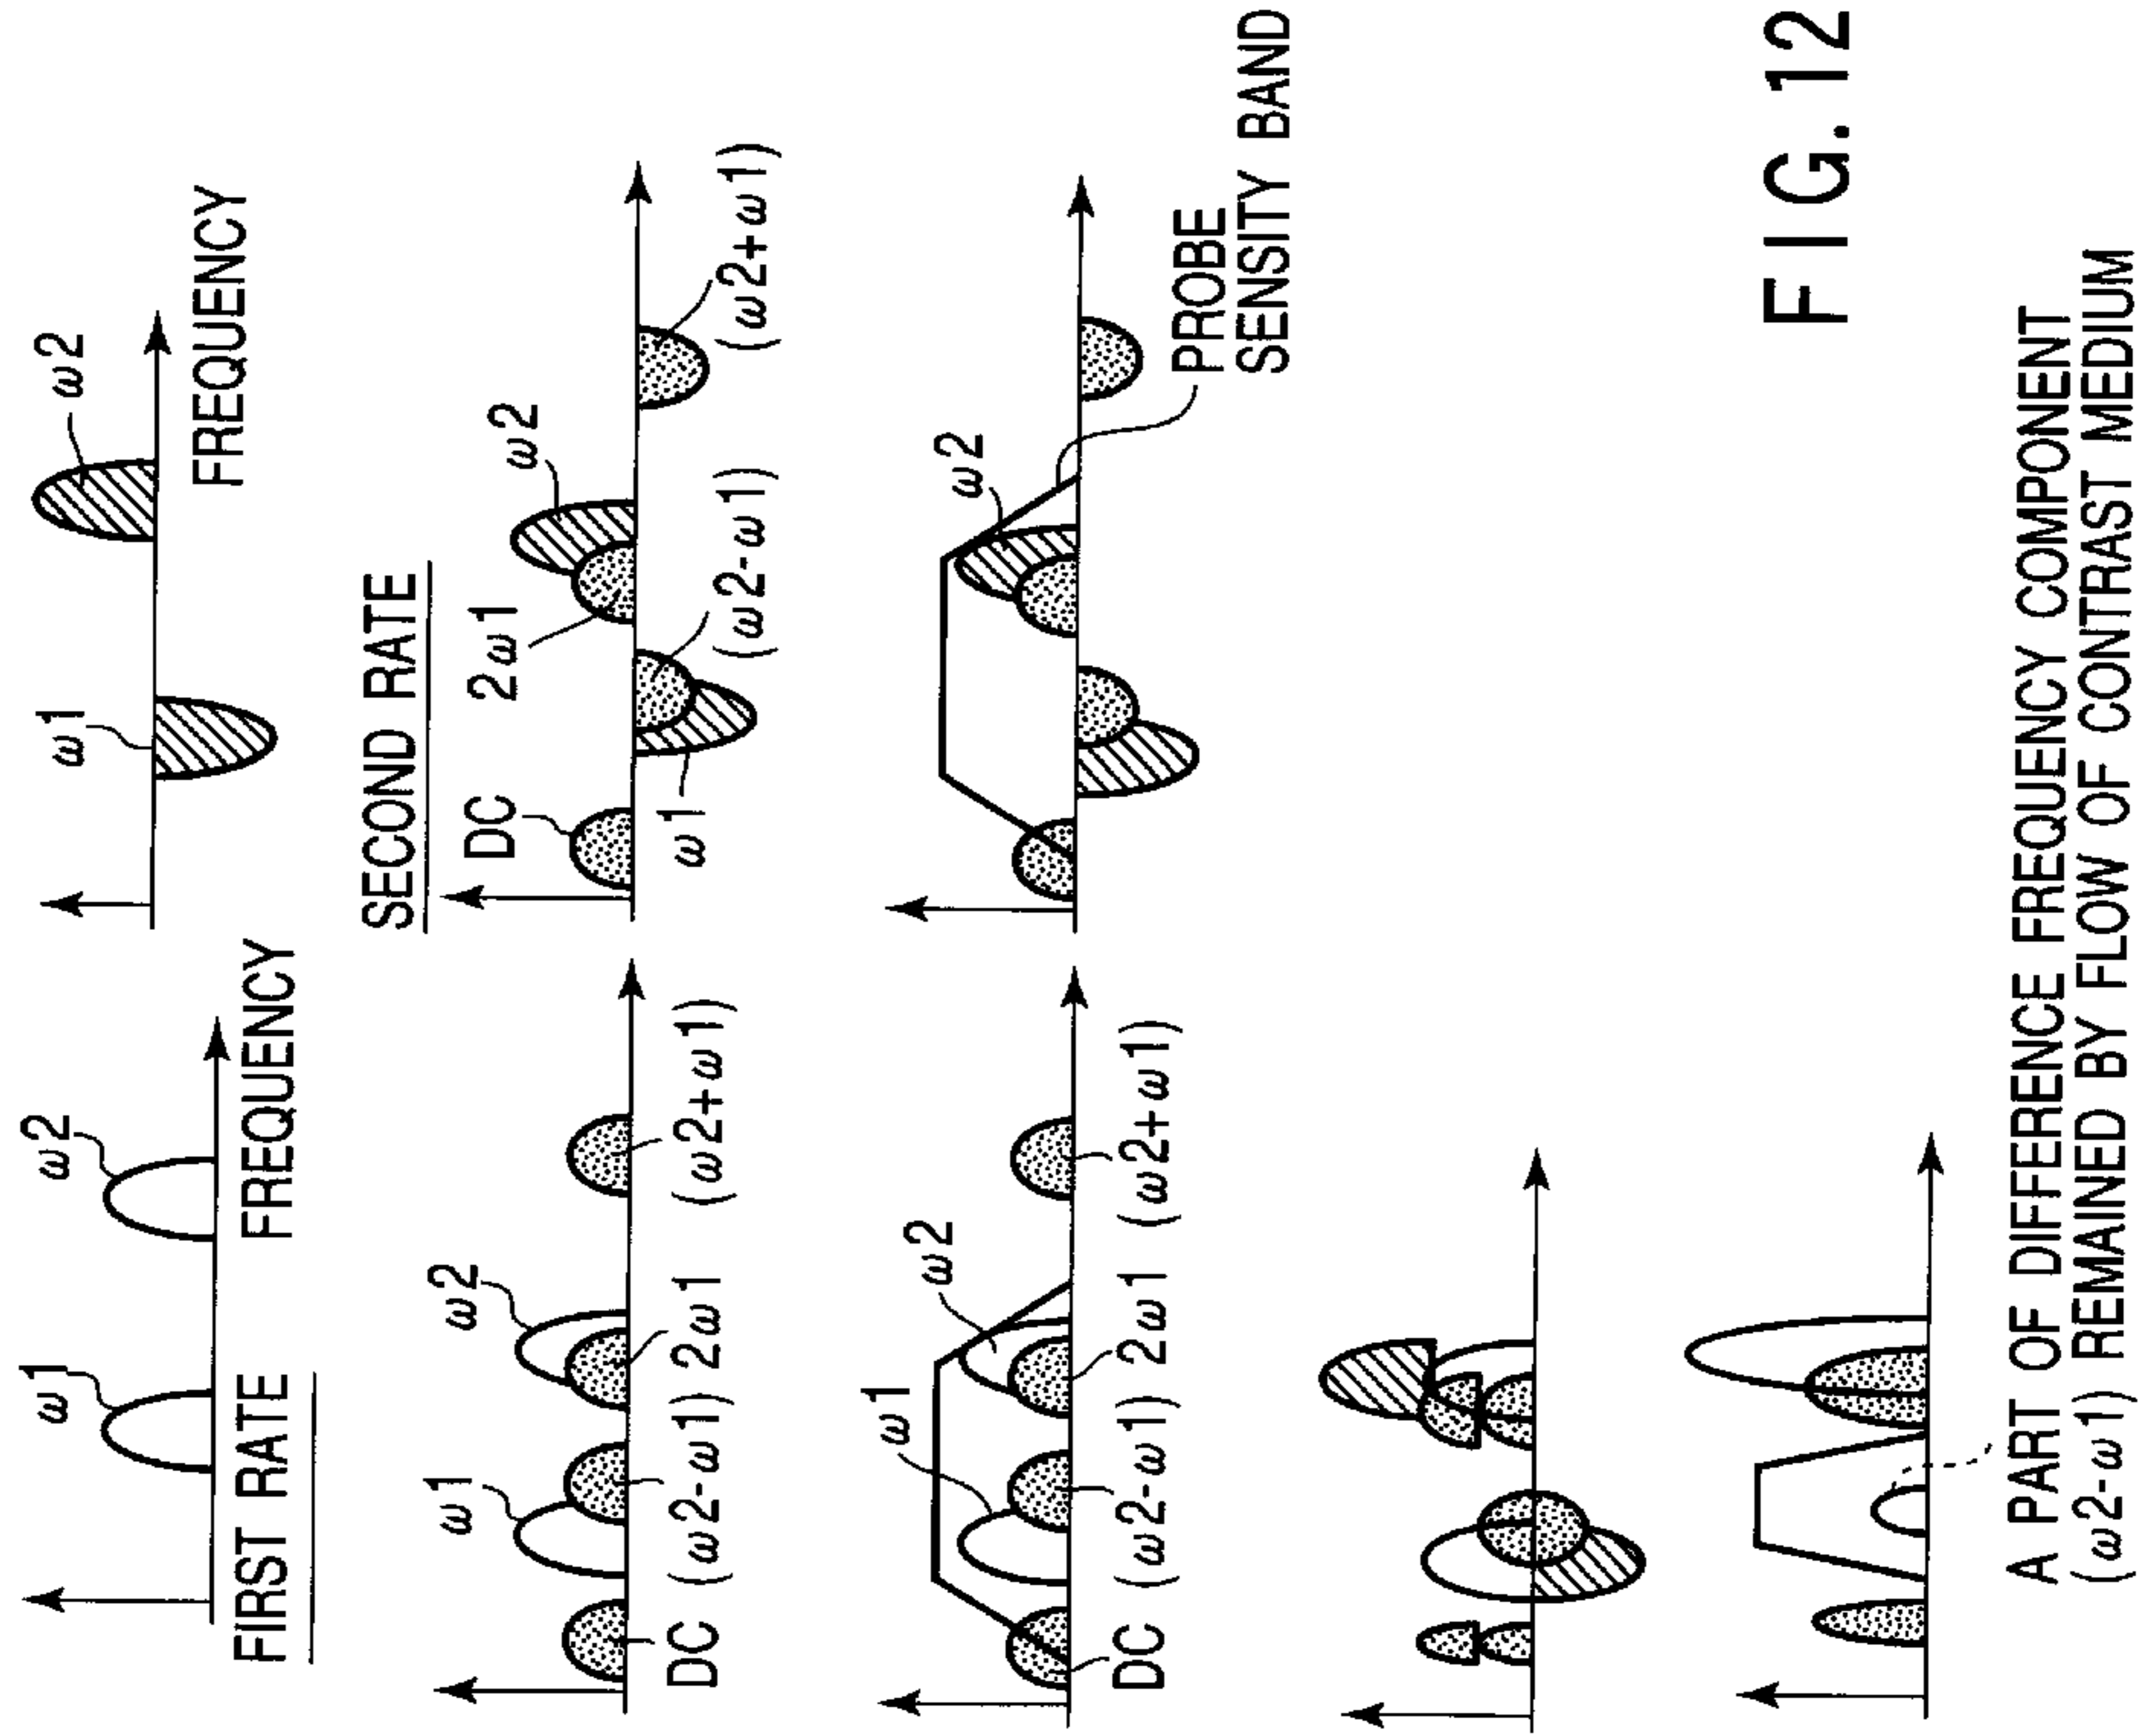 ω1
ω2
FREQUENCY
ω1
ω2
FREQUENCY
FIRST RATE
SECOND RATE
ω1
ω2
DC (ω2-ω1) 2ω1 (ω2+ω1)
DC
2ω1
ω2
ω1
(ω2-ω1)
(ω2+ω1)
ω1
ω2
DC (ω2-ω1) 2ω1 (ω2+ω1)
ω2
PROBE
SENSITY BAND
A PART OF DIFFERENCE FREQUENCY COMPONENT
(ω2-ω1) REMAINED BY FLOW OF CONTRAST MEDIUM
FIG. 12